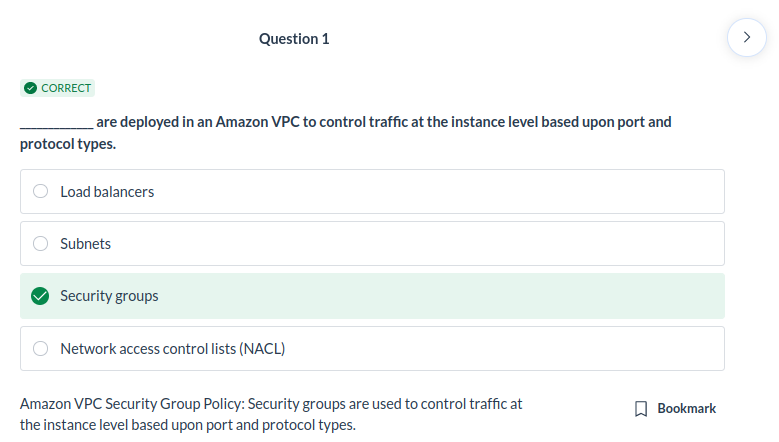 Question 1
CORRECT
____________ are deployed in an Amazon VPC to control traffic at the instance level based upon port and
protocol types.
Load balancers
Subnets
Security groups
Network access control lists (NACL)
Amazon VPC Security Group Policy: Security groups are used to control traffic at
the instance level based upon port and protocol types.
Bookmark